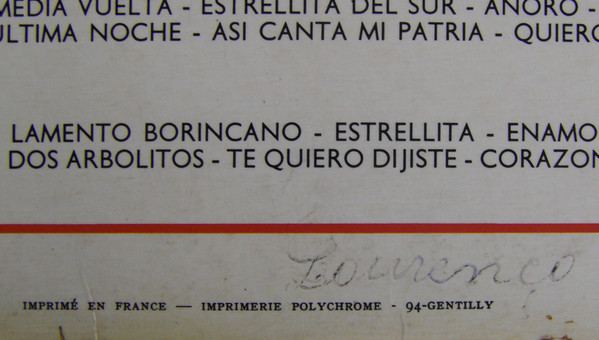 MEDIA VUELTA - ESTRELLITA DEL SUR - AÑORO -
ULTIMA NOCHE - ASI CANTA MI PATRIA - QUIERO
LAMENTO BORINCANO - ESTRELLITA - ENAMO
DOS ARBOLITOS - TE QUIERO DIJISTE - CORAZON
Lourenço
IMPRIMÉ EN FRANCE — IMPRIMERIE POLYCHROME - 94-GENTILLY